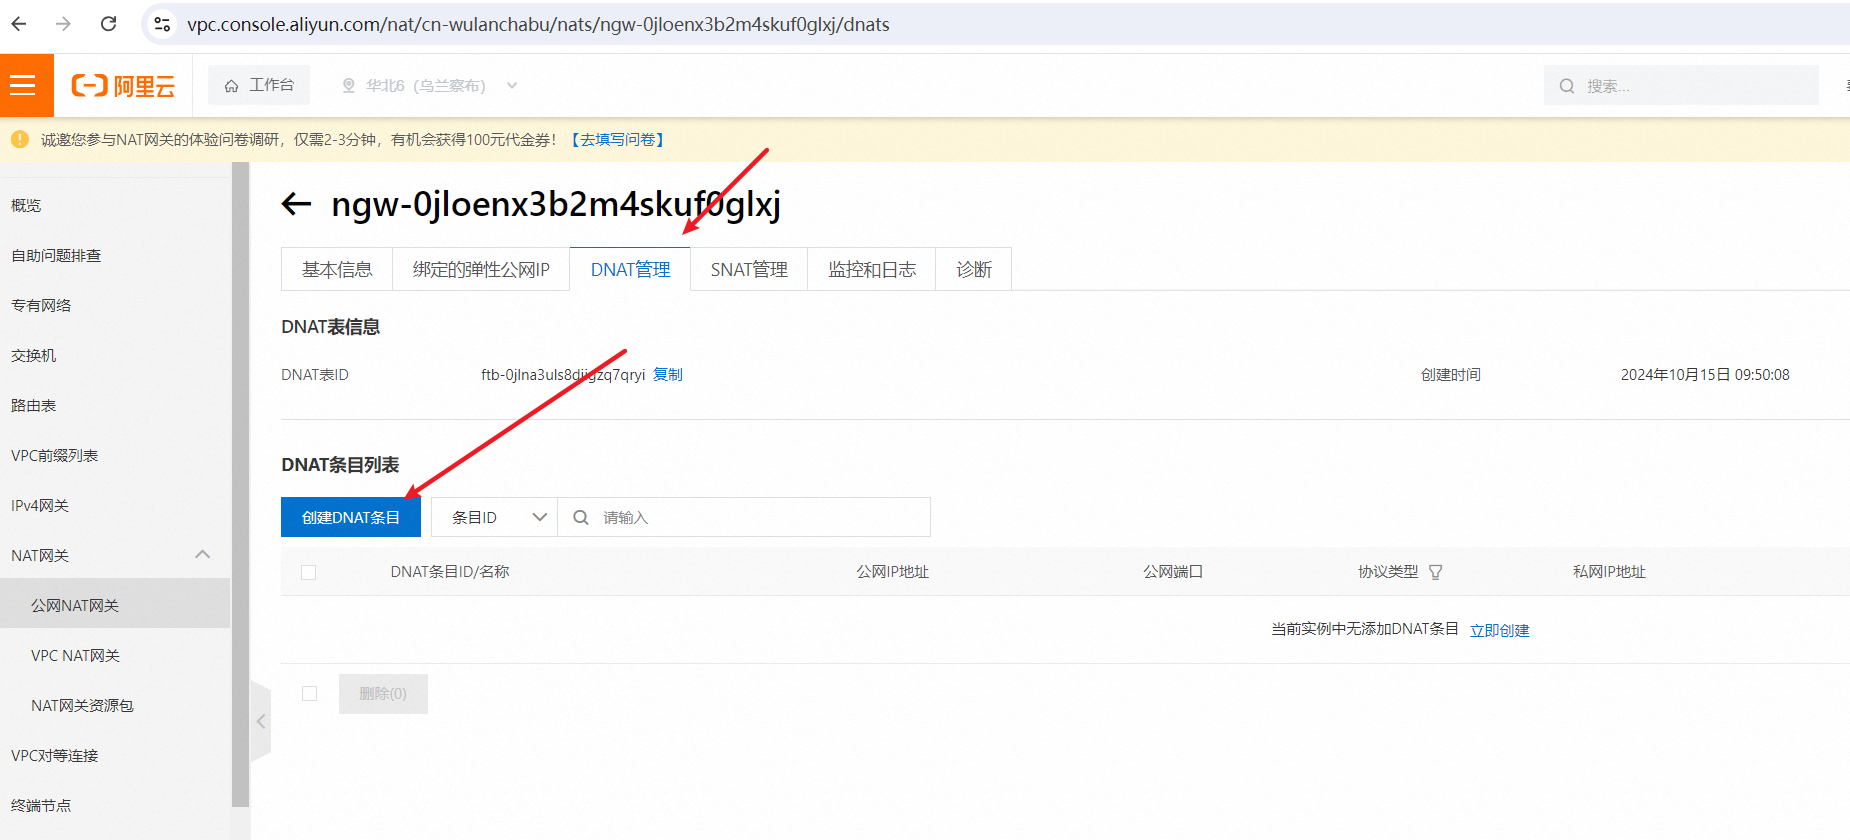 vpc.console.aliyun.com/nat/cn-wulanchabu/nats/ngw-0jloenx3b2m4skuf0glxj/dnats
阿里云
工作台
华北6（乌兰察布）
搜索...
诚邀您参与NAT网关的体验问卷调研，仅需2-3分钟，有机会获得100元代金券！【去填写问卷】
概览
自助问题排查
专有网络
交换机
路由表
VPC前缀列表
IPv4网关
NAT网关
公网NAT网关
VPC NAT网关
NAT网关资源包
VPC对等连接
终端节点
ngw-0jloenx3b2m4skuf0glxj
基本信息
绑定的弹性公网IP
DNAT管理
SNAT管理
监控和日志
诊断
DNAT表信息
DNAT表ID
复制
创建时间
2024年10月15日 09:50:08
DNAT条目列表
创建DNAT条目
条目ID
请输入
DNAT条目ID/名称
公网IP地址
公网端口
协议类型
私网IP地址
当前实例中无添加DNAT条目 立即创建
删除(0)